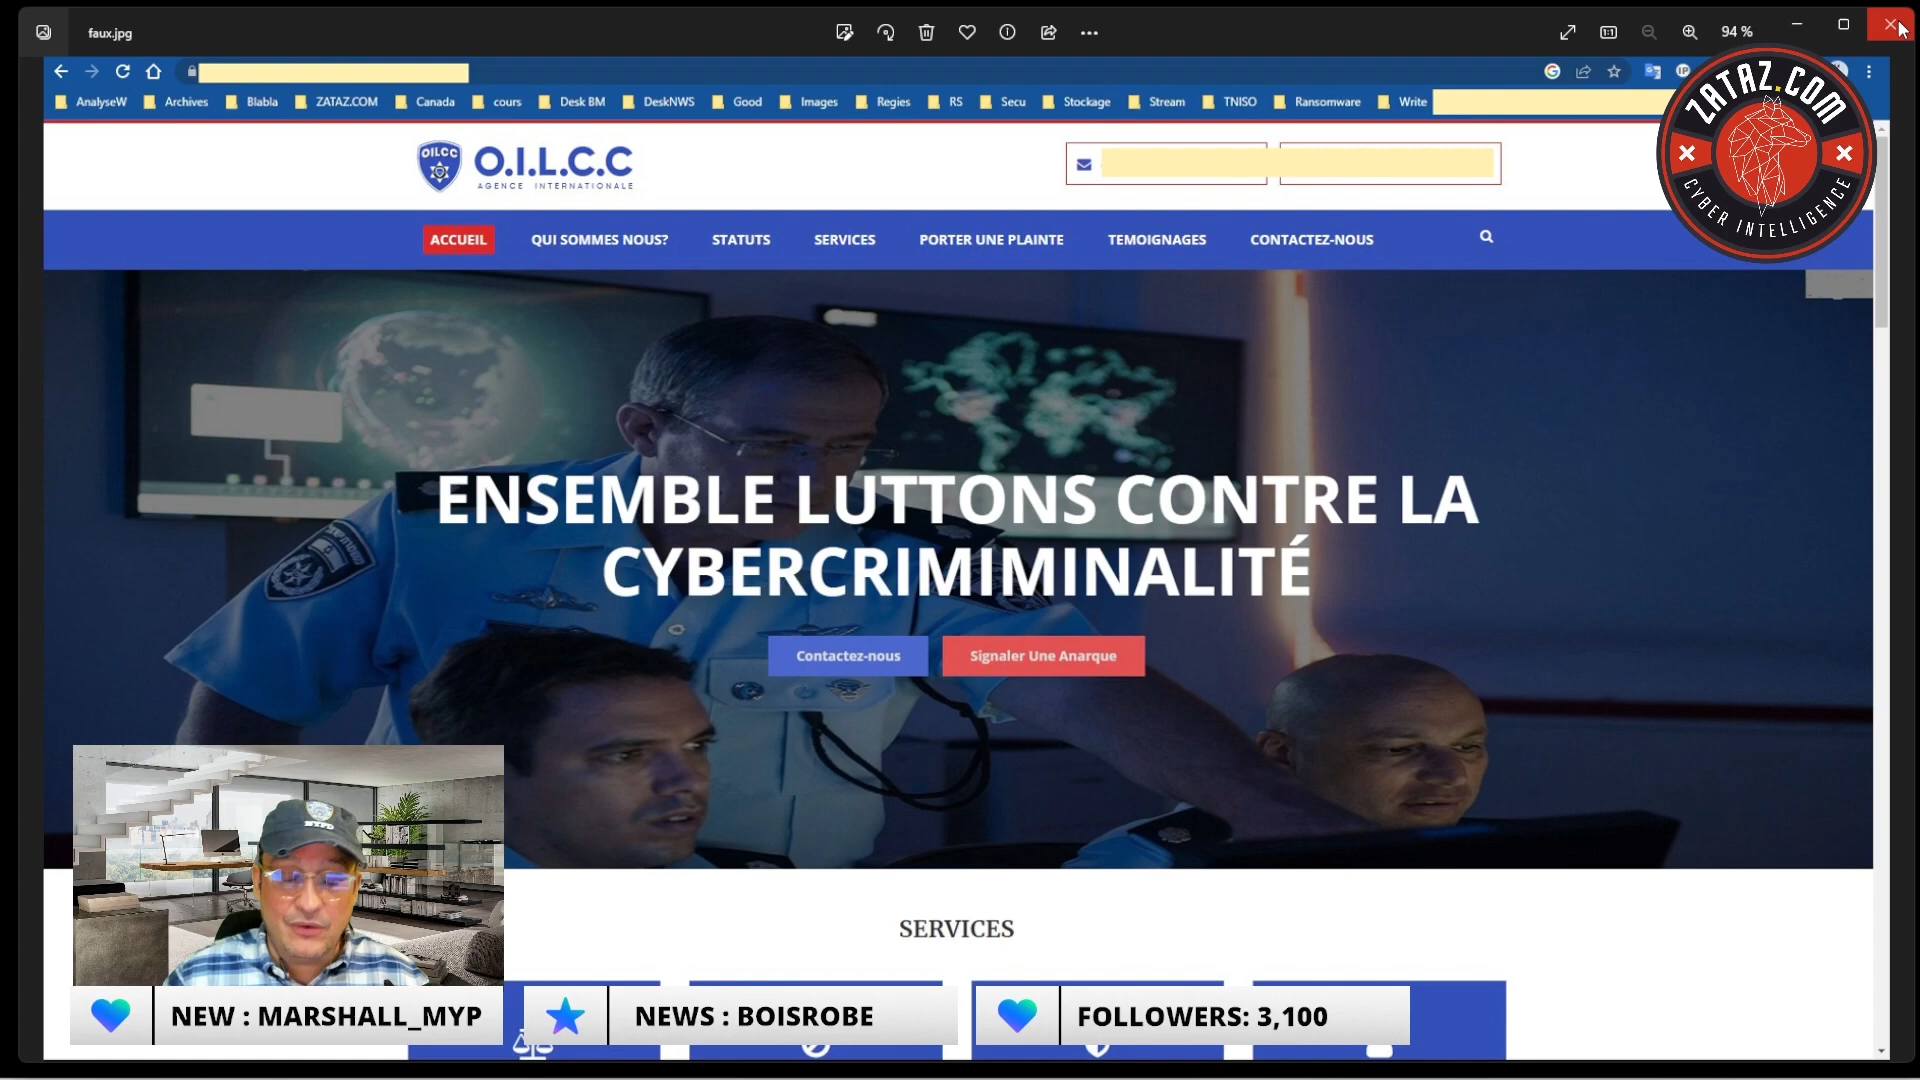 faux.jpg
94 %
AnalyseW Archives Blabla ZATAZ.COM Canada cours Desk BM DeskNWS Good Images Regies RS Secu Stockage Stream TNISO Ransomware Write
ZATAZ.COM
CYBER INTELLIGENCE
OILCC
O.I.L.C.C
AGENCE INTERNATIONALE
ACCUEIL QUI SOMMES NOUS? STATUTS SERVICES PORTER UNE PLAINTE TEMOIGNAGES CONTACTEZ-NOUS
ENSEMBLE LUTTONS CONTRE LA
CYBERCRIMIMINALITÉ
Contactez-nous Signaler Une Anarque
NYPD
SERVICES
NEW : MARSHALL_MYP NEWS : BOISROBE FOLLOWERS: 3,100